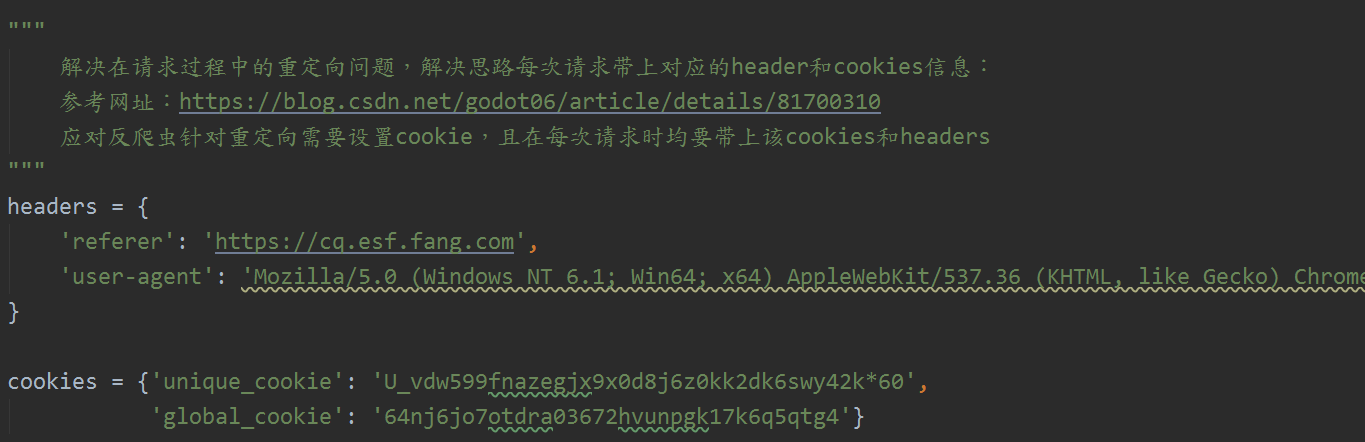 """
解决在请求过程中的重定向问题，解决思路每次请求带上对应的header和cookies信息：
参考网址：https://blog.csdn.net/godot06/article/details/81700310
应对反爬虫针对重定向需要设置cookie，且在每次请求时均要带上该cookies和headers
"""
headers = {
'referer': 'https://cq.esf.fang.com',
'user-agent': 'Mozilla/5.0 (Windows NT 6.1; Win64; x64) AppleWebKit/537.36 (KHTML, like Gecko) Chrome
}
cookies = {'unique_cookie': 'U_vdw599fnazegjx9x0d8j6z0kk2dk6swy42k*60',
'global_cookie': '64nj6jo7otdra03672hvunpgk17k6q5qtg4'}